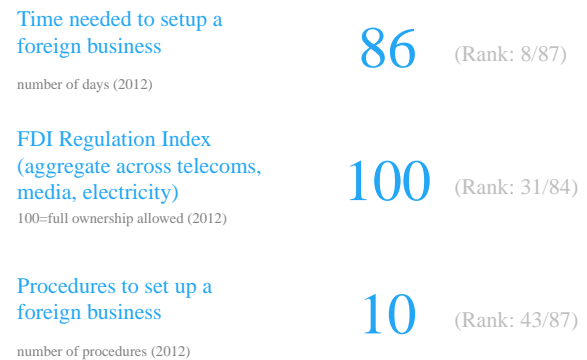 Time needed to setup a
foreign business
86 (Rank: 8/87)
number of days (2012)
FDI Regulation Index
(aggregate across telecoms,
media, electricity)
100 (Rank: 31/84)
100=full ownership allowed (2012)
Procedures to set up a
foreign business
10 (Rank: 43/87)
number of procedures (2012)